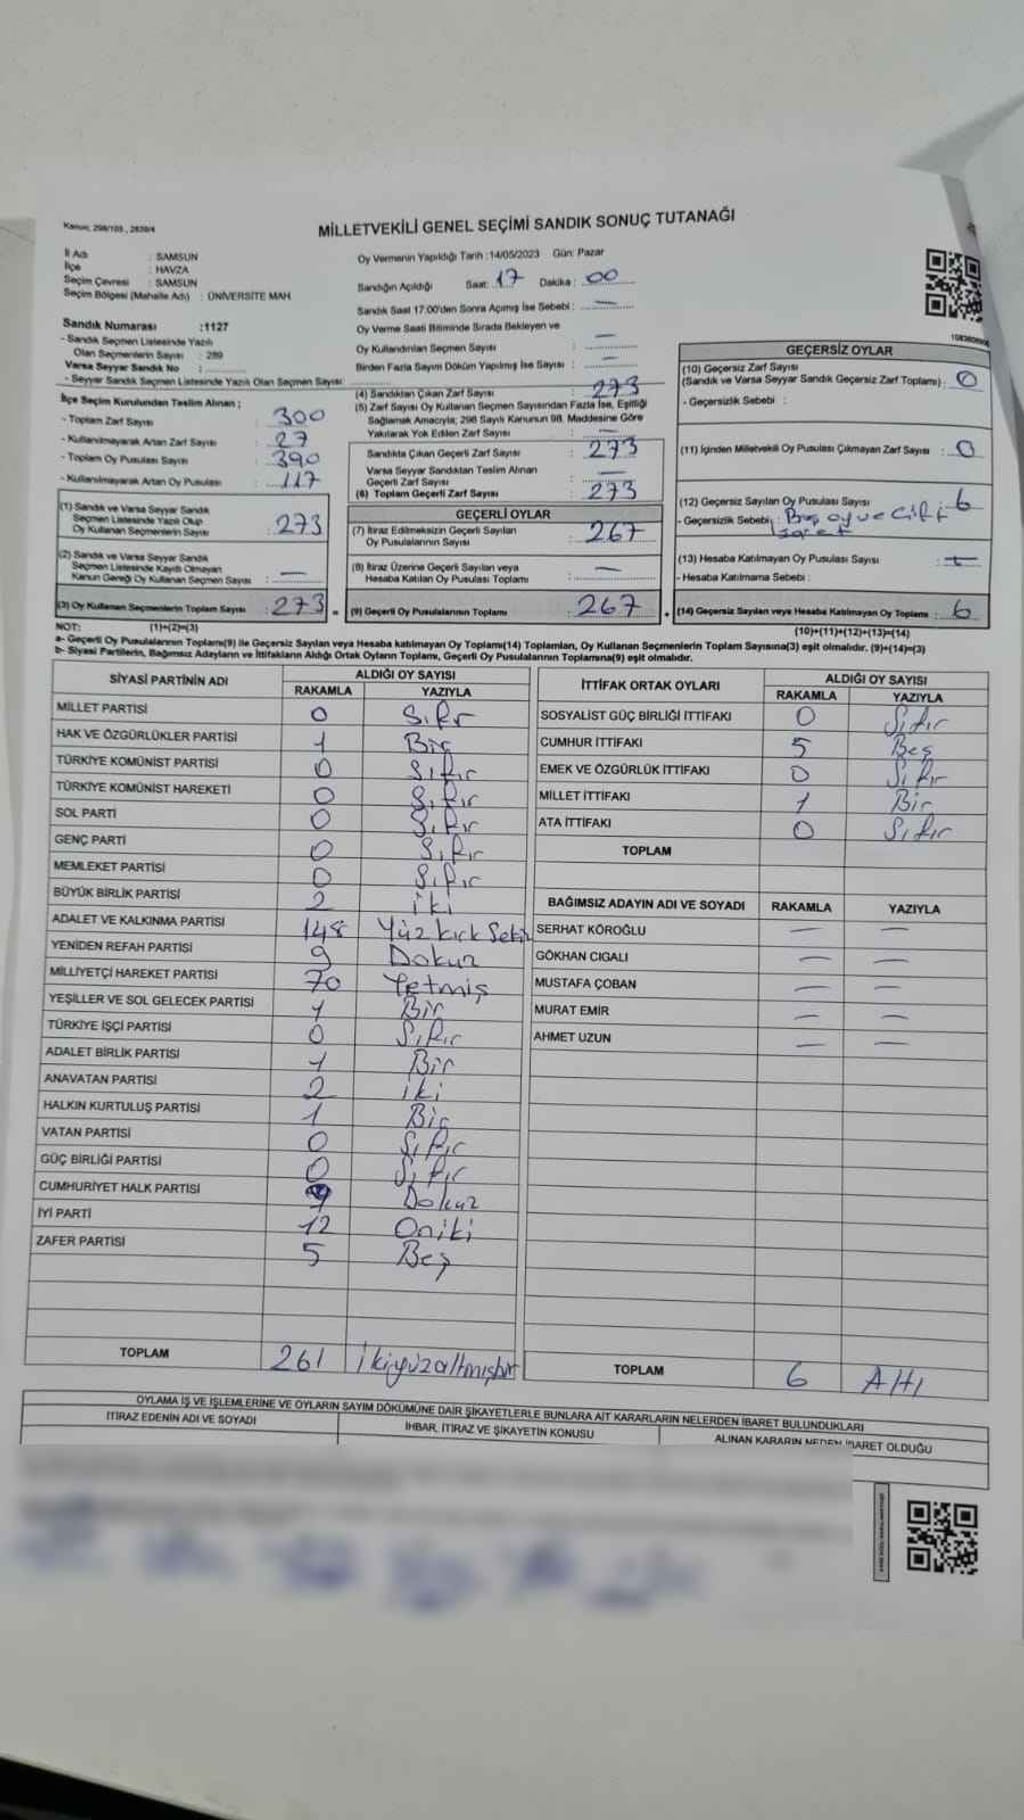 Kanun: 298/105 , 2839/4
MİLLETVEKİLİ GENEL SEÇİMİ SANDIK SONUÇ TUTANAĞI
İl Adı : SAMSUN
İlçe : HAVZA
Seçim Çevresi : SAMSUN
Seçim Bölgesi (Mahalle Adı) : ÜNİVERSİTE MAH
Oy Vermenin Yapıldığı Tarih :14/05/2023 Gün: Pazar
Sandığın Açıldığı Saat: 17 Dakika : 00
Sandık Saat 17.00'den Sonra Açımış İse Sebebi : —
Oy Verme Saati Bitiminde Sırada Bekleyen ve
Oy Kullandırılan Seçmen Sayısı : —
Birden Fazla Sayım Döküm Yapılmış İse Sayısı : —
Sandık Numarası :1127
- Sandık Seçmen Listesinde Yazılı
Olan Seçmenlerin Sayısı : 289
Varsa Seyyar Sandık No :
- Seyyar Sandık Seçmen Listesinde Yazılı Olan Seçmen Sayısı
İlçe Seçim Kurulundan Teslim Alınan ;
- Toplam Zarf Sayısı : 300
- Kullanılmayarak Artan Zarf Sayısı : 27
- Toplam Oy Pusulası Sayısı : 390
- Kullanılmayarak Artan Oy Pusulası : 117
(1) Sandık ve Varsa Seyyar Sandık
Seçmen Listesinde Yazılı Olup
Oy Kullanan Seçmenlerin Sayısı : 273
(2) Sandık ve Varsa Seyyar Sandık
Seçmen Listesinde Kayıtlı Olmayan
Kanun Gereği Oy Kullanan Seçmen Sayısı : —
(3) Oy Kullanan Seçmenlerin Toplam Sayısı : 273 =
(4) Sandıktan Çıkan Zarf Sayısı : 273
(5) Zarf Sayısı Oy Kullanan Seçmen Sayısından Fazla İse, Eşitliği
Sağlamak Amacıyla; 298 Sayılı Kanunun 98. Maddesine Göre
Yakılarak Yok Edilen Zarf Sayısı : —
Sandıkta Çıkan Geçerli Zarf Sayısı : 273
Varsa Seyyar Sandıktan Teslim Alınan
Geçerli Zarf Sayısı : —
(6) Toplam Geçerli Zarf Sayısı : 273
GEÇERLİ OYLAR
(7) İtiraz Edilmeksizin Geçerli Sayılan
Oy Pusulalarının Sayısı : 267
(8) İtiraz Üzerine Geçerli Sayılan veya
Hesaba Katılan Oy Pusulası Toplamı : —
(9) Geçerli Oy Pusulalarının Toplamı : 267 +
GEÇERSİZ OYLAR
(10) Geçersiz Zarf Sayısı
(Sandık ve Varsa Seyyar Sandık Geçersiz Zarf Toplamı) : 0
- Geçersizlik Sebebi :
(11) İçinden Milletvekili Oy Pusulası Çıkmayan Zarf Sayısı : 0
(12) Geçersiz Sayılan Oy Pusulası Sayısı : 6
- Geçersizlik Sebebi : Boş oy ve Çift
işaret
(13) Hesaba Katılmayan Oy Pusulası Sayısı : —
- Hesaba Katılmama Sebebi :
(14) Geçersiz Sayılan veya Hesaba Katılmayan Oy Toplamı : 6
NOT: (1)+(2)=(3)
(10)+(11)+(12)+(13)=(14)
a- Geçerli Oy Pusulalarının Toplamı(9) ile Geçersiz Sayılan veya Hesaba katılmayan Oy Toplamı(14) Toplamları, Oy Kullanan Seçmenlerin Toplam Sayısına(3) eşit olmalıdır. (9)+(14)=(3)
b- Siyasi Partilerin, Bağımsız Adayların ve İttifakların Aldığı Ortak Oyların Toplamı, Geçerli Oy Pusulalarının Toplamına(9) eşit olmalıdır.
SİYASİ PARTİNİN ADI ALDIĞI OY SAYISI
RAKAMLA YAZIYLA
MİLLET PARTİSİ 0 Sıfır
HAK VE ÖZGÜRLÜKLER PARTİSİ 1 Bir
TÜRKİYE KOMÜNİST PARTİSİ 0 Sıfır
TÜRKİYE KOMÜNİST HAREKETİ 0 Sıfır
SOL PARTİ 0 Sıfır
GENÇ PARTİ 0 Sıfır
MEMLEKET PARTİSİ 0 Sıfır
BÜYÜK BİRLİK PARTİSİ 2 iki
ADALET VE KALKINMA PARTİSİ 148 Yüz kırk Sekiz
YENİDEN REFAH PARTİSİ 9 Dokuz
MİLLİYETÇİ HAREKET PARTİSİ 70 Yetmiş
YEŞİLLER VE SOL GELECEK PARTİSİ 1 Bir
TÜRKİYE İŞÇİ PARTİSİ 0 Sıfır
ADALET BİRLİK PARTİSİ 1 Bir
ANAVATAN PARTİSİ 2 iki
HALKIN KURTULUŞ PARTİSİ 1 Bir
VATAN PARTİSİ 0 Sıfır
GÜÇ BİRLİĞİ PARTİSİ 0 Sıfır
CUMHURİYET HALK PARTİSİ 9 Dokuz
İYİ PARTİ 12 Oniki
ZAFER PARTİSİ 5 Beş
TOPLAM 261 ikiyüzaltmışbir
İTTİFAK ORTAK OYLARI ALDIĞI OY SAYISI
RAKAMLA YAZIYLA
SOSYALİST GÜÇ BİRLİĞİ İTTİFAKI 0 Sıfır
CUMHUR İTTİFAKI 5 Beş
EMEK VE ÖZGÜRLÜK İTTİFAKI 0 Sıfır
MİLLET İTTİFAKI 1 Bir
ATA İTTİFAKI 0 Sıfır
TOPLAM
BAĞIMSIZ ADAYIN ADI VE SOYADI RAKAMLA YAZIYLA
SERHAT KÖROĞLU — —
GÖKHAN CIGALI — —
MUSTAFA ÇOBAN — —
MURAT EMİR — —
AHMET UZUN — —
TOPLAM 6 Altı
OYLAMA İŞ VE İŞLEMLERİNE VE OYLARIN SAYIM DÖKÜMÜNE DAİR ŞİKAYETLERLE BUNLARA AİT KARARLARIN NELERDEN İBARET BULUNDUKLARI
İTİRAZ EDENİN ADI VE SOYADI İHBAR, İTİRAZ VE ŞİKAYETİN KONUSU ALINAN KARARIN NEDEN İBARET OLDUĞU